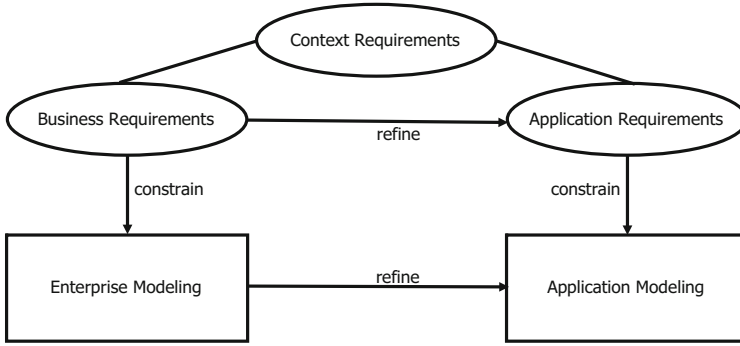 Context Requirements
Business Requirements
refine
Application Requirements
constrain
constrain
Enterprise Modeling
refine
Application Modeling